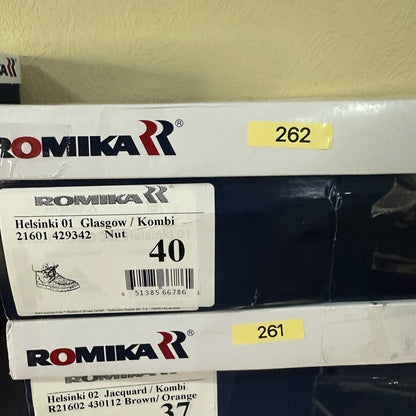 ROMIKA ®
262
ROMIKA
Helsinki 01 Glasgow / Kombi
21601 429342 Nut
40
6 51385 66786 1
ROMIKA ®
261
ROMIKA
Helsinki 02 Jacquard / Kombi
R21602 430112 Brown/ Orange
37